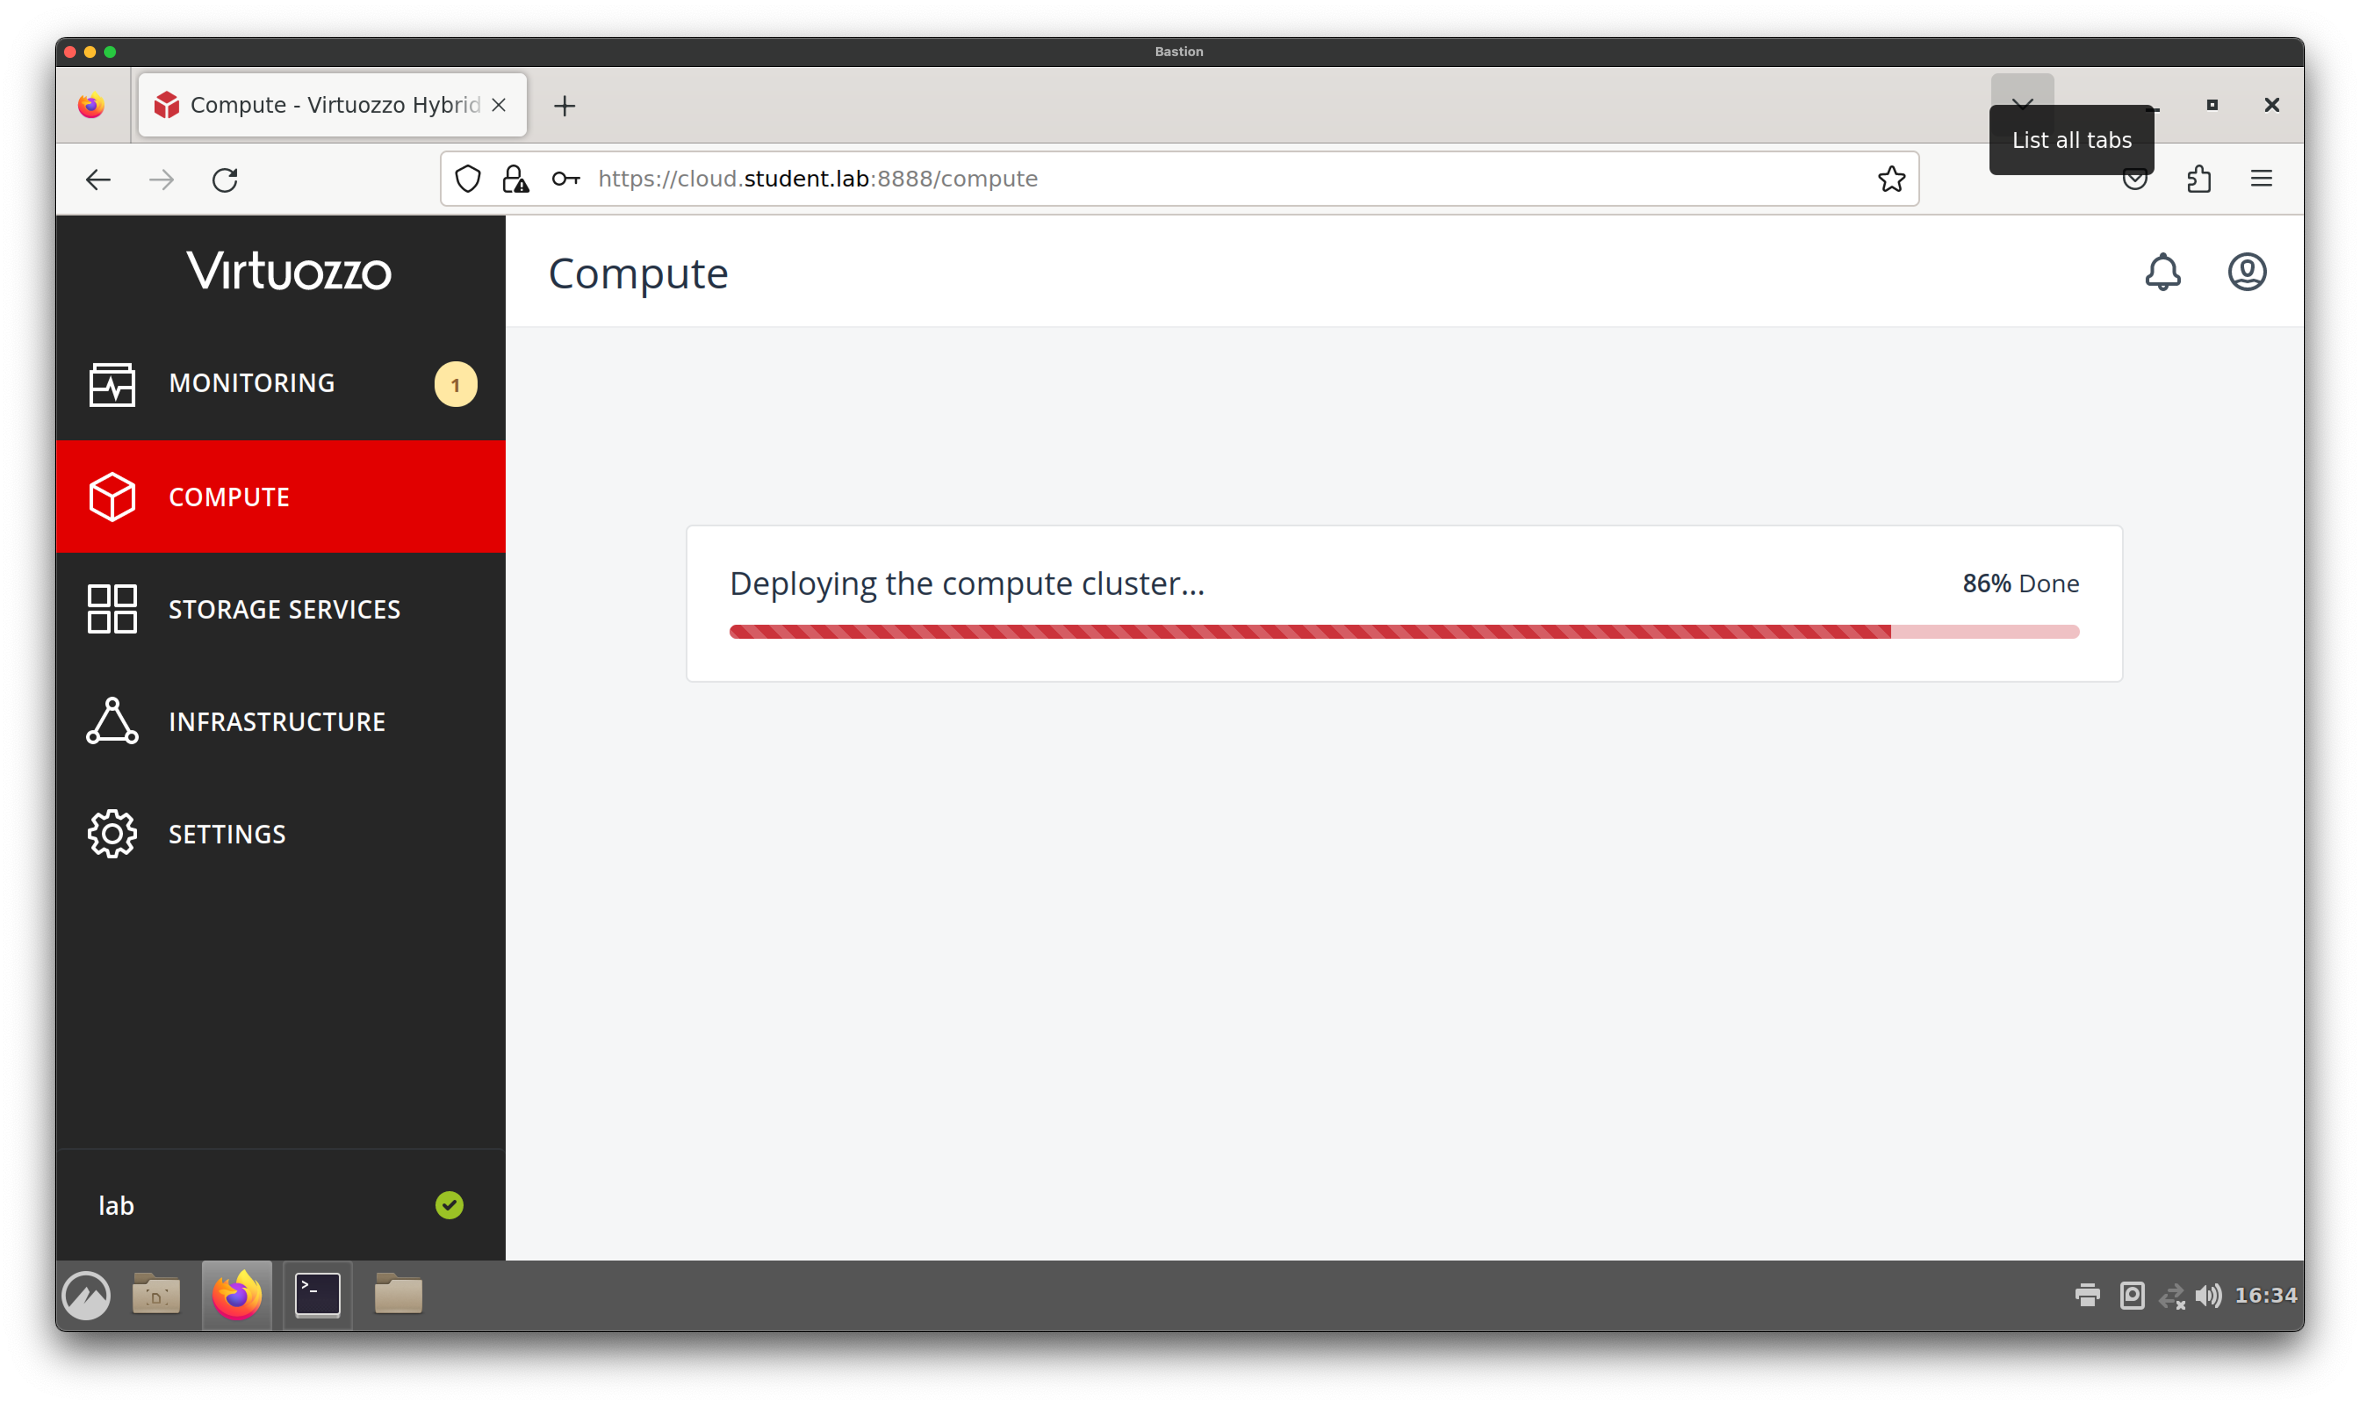 Bastion
Compute - Virtuozzo Hybrid
List all tabs
https://cloud.student.lab:8888/compute
Virtuozzo
Compute
MONITORING
1
COMPUTE
STORAGE SERVICES
INFRASTRUCTURE
SETTINGS
Deploying the compute cluster...
86% Done
lab
16:34